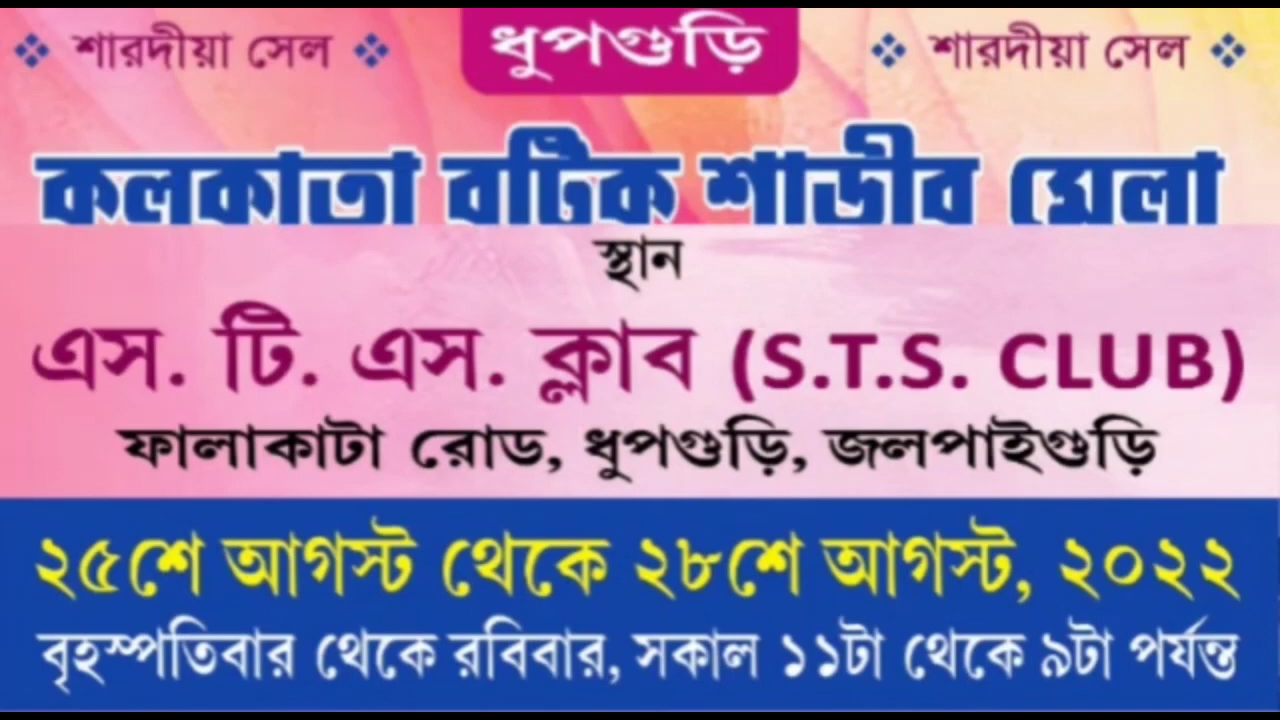 শারদীয়া সেল
ধুপগুড়ি
শারদীয়া সেল
কলকাতা বুটিক শাড়ীর মেলা
স্থান
এস. টি. এস. ক্লাব (S.T.S. CLUB)
ফালাকাটা রোড, ধুপগুড়ি, জলপাইগুড়ি
২৫শে আগস্ট থেকে ২৮শে আগস্ট, ২০২২
বৃহস্পতিবার থেকে রবিবার, সকাল ১১টা থেকে ৯টা পর্যন্ত